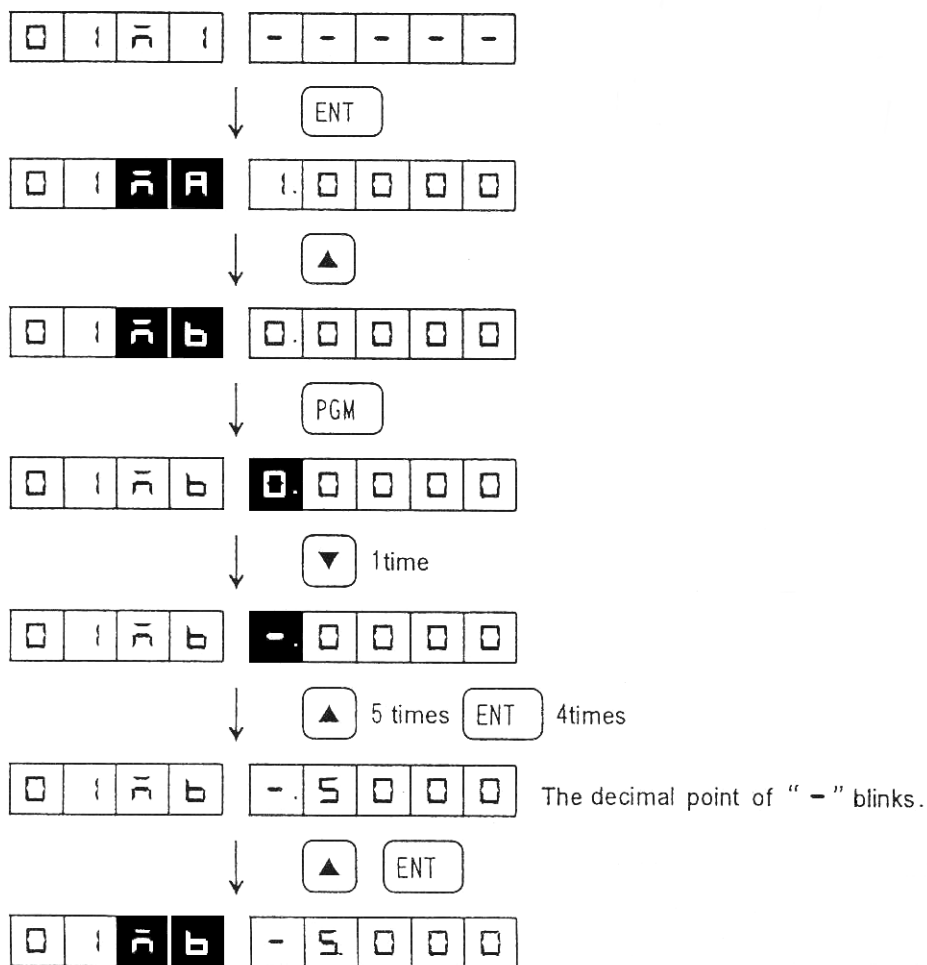 0 1 n̄ 1 - - - - -
ENT
0 1 n̄ A 1. 0 0 0 0
▲
0 1 n̄ b 0. 0 0 0 0
PGM
0 1 n̄ b 0. 0 0 0 0
▼ 1time
0 1 n̄ b -. 0 0 0 0
▲ 5 times ENT 4times
0 1 n̄ b -. 5 0 0 0 The decimal point of “ - ” blinks.
▲ ENT
0 1 n̄ b - 5. 0 0 0